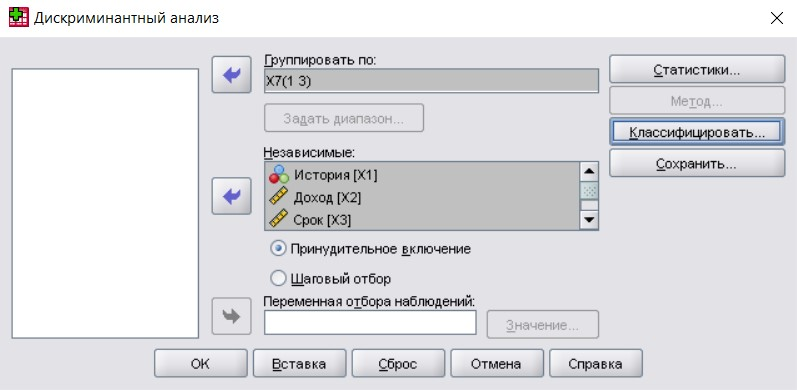 Дискриминантный анализ
Группировать по:
X7(1 3)
Задать диапазон...
Независимые:
История [X1]
Доход [X2]
Срок [X3]
Принудительное включение
Шаговый отбор
Переменная отбора наблюдений:
Значение...
Статистики...
Метод...
Классифицировать...
Сохранить...
ОК
Вставка
Сброс
Отмена
Справка